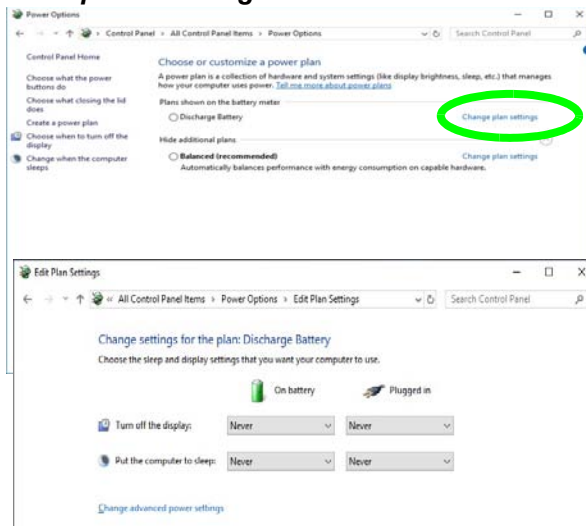 Power Options
Control Panel > All Control Panel Items > Power Options
Search Control Panel
Control Panel Home
Choose what the power buttons do
Choose what closing the lid does
Create a power plan
Choose when to turn off the display
Change when the computer sleeps
Choose or customize a power plan
A power plan is a collection of hardware and system settings (like display brightness, sleep, etc.) that manages
how your computer uses power. Tell me more about power plans
Plans shown on the battery meter
Discharge Battery Change plan settings
Hide additional plans
Balanced (recommended) Change plan settings
Automatically balances performance with energy consumption on capable hardware.
Edit Plan Settings
« All Control Panel Items > Power Options > Edit Plan Settings
Search Control Panel
Change settings for the plan: Discharge Battery
Choose the sleep and display settings that you want your computer to use.
On battery Plugged in
Turn off the display: Never Never
Put the computer to sleep: Never Never
Change advanced power settings